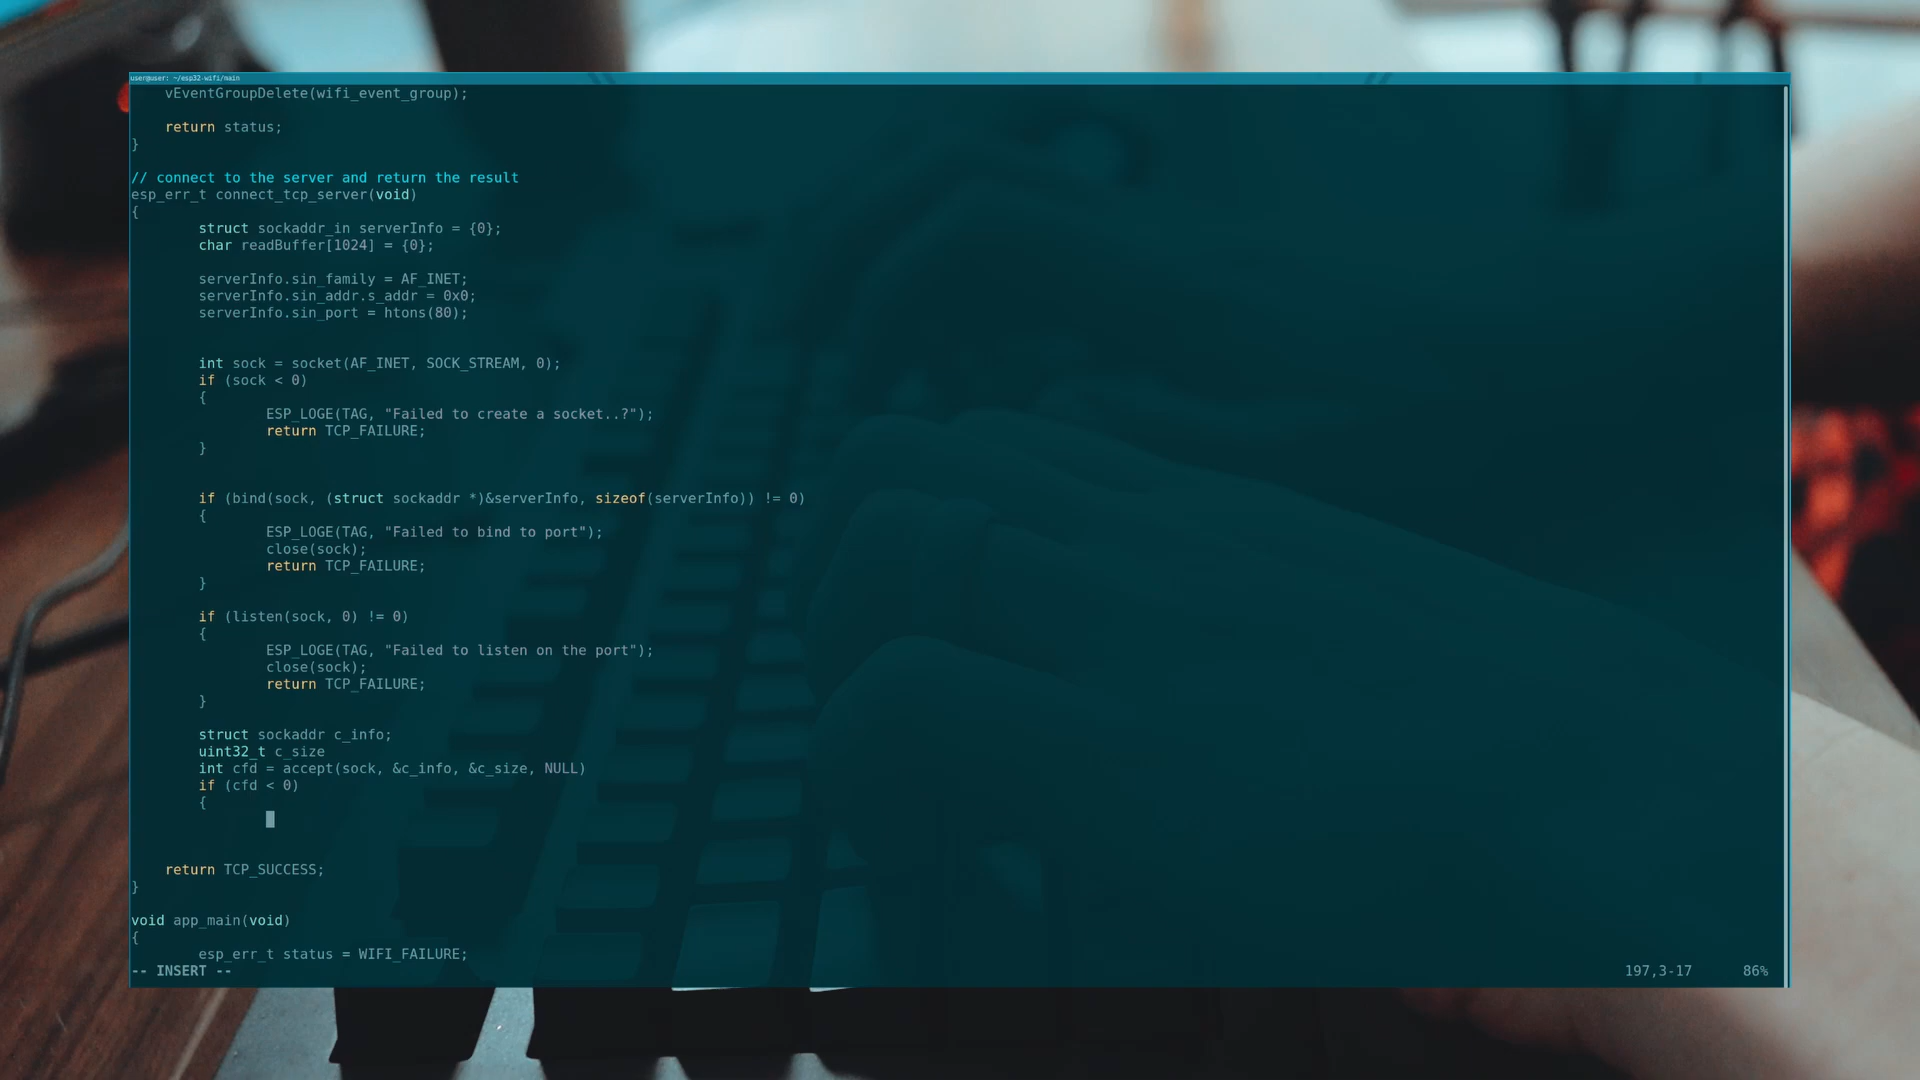 user@user: ~/esp32-wifi/main
vEventGroupDelete(wifi_event_group);
return status;
}
// connect to the server and return the result
esp_err_t connect_tcp_server(void)
{
struct sockaddr_in serverInfo = {0};
char readBuffer[1024] = {0};
serverInfo.sin_family = AF_INET;
serverInfo.sin_addr.s_addr = 0x0;
serverInfo.sin_port = htons(80);
int sock = socket(AF_INET, SOCK_STREAM, 0);
if (sock < 0)
{
ESP_LOGE(TAG, "Failed to create a socket..?");
return TCP_FAILURE;
}
if (bind(sock, (struct sockaddr *)&serverInfo, sizeof(serverInfo)) != 0)
{
ESP_LOGE(TAG, "Failed to bind to port");
close(sock);
return TCP_FAILURE;
}
if (listen(sock, 0) != 0)
{
ESP_LOGE(TAG, "Failed to listen on the port");
close(sock);
return TCP_FAILURE;
}
struct sockaddr c_info;
uint32_t c_size
int cfd = accept(sock, &c_info, &c_size, NULL)
if (cfd < 0)
{
return TCP_SUCCESS;
}
void app_main(void)
{
esp_err_t status = WIFI_FAILURE;
-- INSERT -- 197,3-17 86%